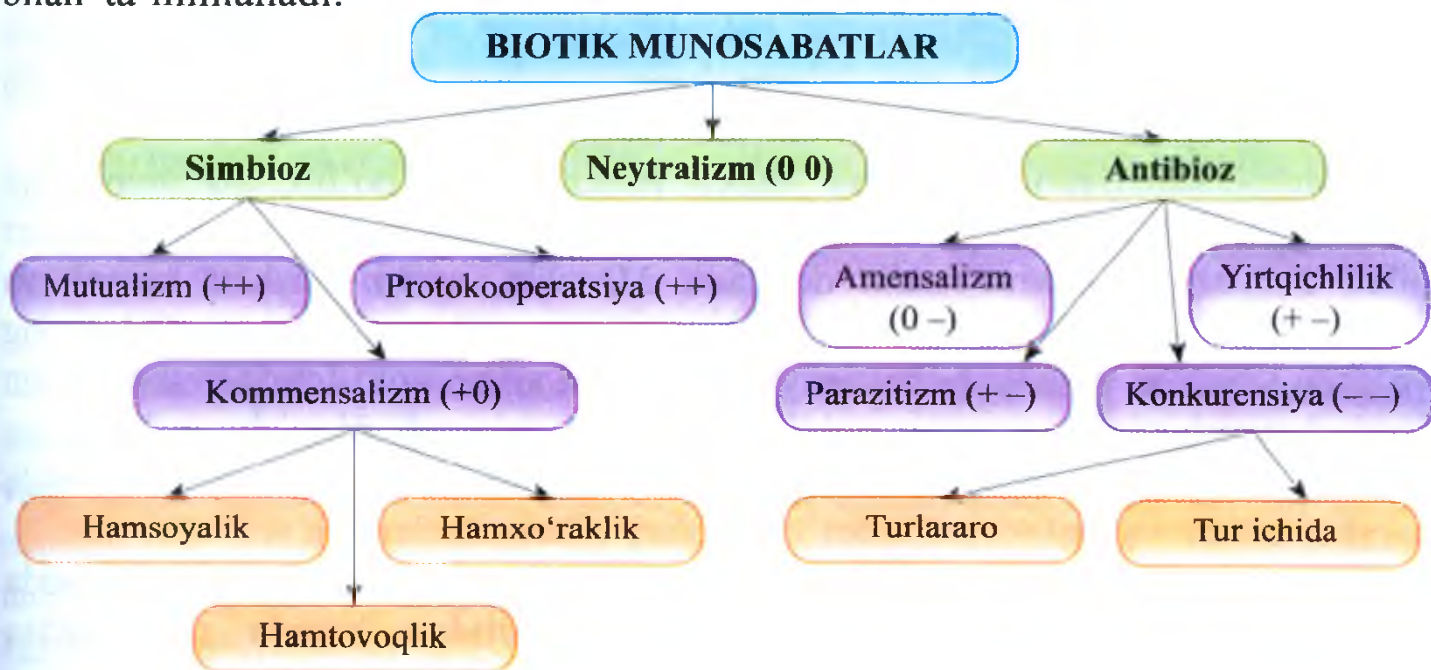 BIOTIK MUNOSABATLAR
Simbioz
Neytralizm (0 0)
Antibioz
Mutualizm (++)
Protokooperatsiya (++)
Amensalizm
(0 –)
Yirtqichlilik
(+ –)
Kommensalizm (+0)
Parazitizm (+ –)
Konkurensiya (– –)
Hamsoyalik
Hamxo‘raklik
Turlararo
Tur ichida
Hamtovoqlik